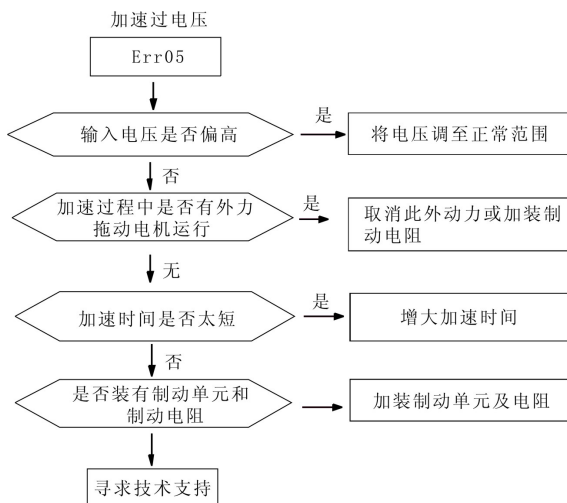 加速过电压
Err05
输入电压是否偏高
是
将电压调至正常范围
否
加速过程中是否有外力
拖动电机运行
是
取消此外动力或加装制
动电阻
无
加速时间是否太短
是
增大加速时间
否
是否装有制动单元和
制动电阻
加装制动单元及电阻
寻求技术支持